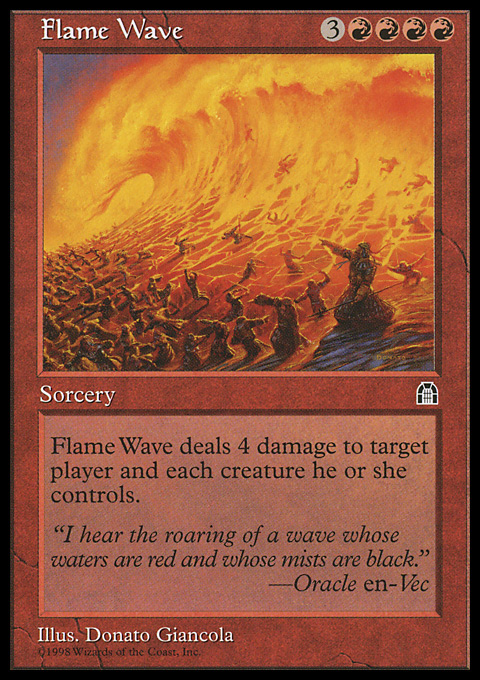 Flame Wave 3
Sorcery
Flame Wave deals 4 damage to target
player and each creature he or she
controls.
“I hear the roaring of a wave whose
waters are red and whose mists are black.”
—Oracle en-Vec
Illus. Donato Giancola
©1998 Wizards of the Coast, Inc.